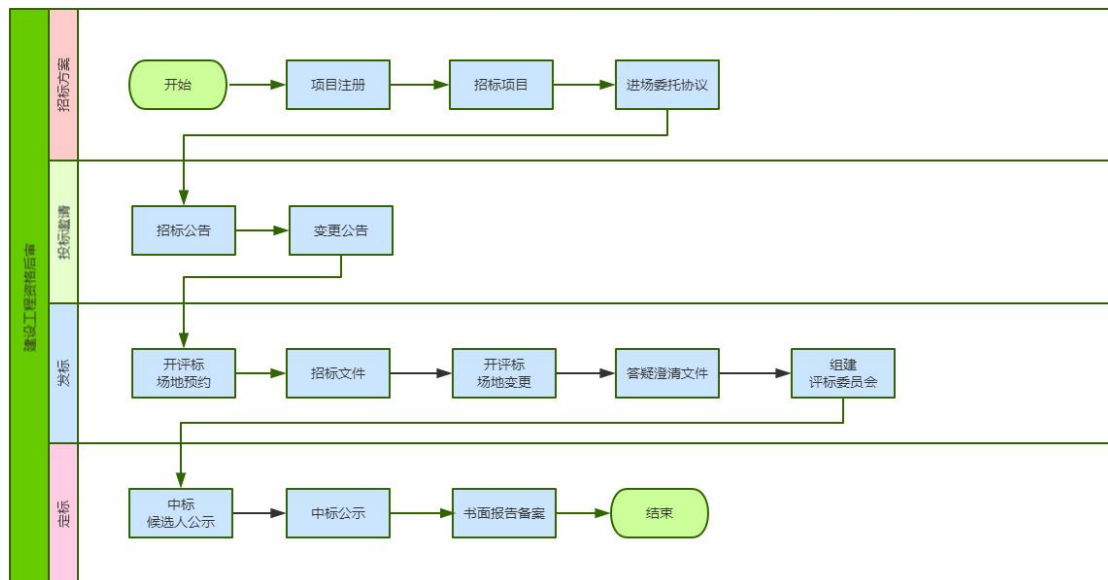 建设工程资格后审
招标方案
开始
项目注册
招标项目
进场委托协议
投标邀请
招标公告
变更公告
发标
开评标
场地预约
招标文件
开评标
场地变更
答疑澄清文件
组建
评标委员会
定标
中标
候选人公示
中标公示
书面报告备案
结束